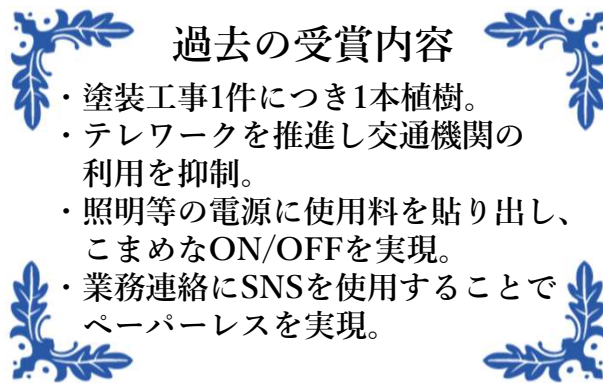 過去の受賞内容
・塗装工事1件につき1本植樹。
・テレワークを推進し交通機関の
利用を抑制。
・照明等の電源に使用料を貼り出し、
こまめなON/OFFを実現。
・業務連絡にSNSを使用することで
ペーパーレスを実現。